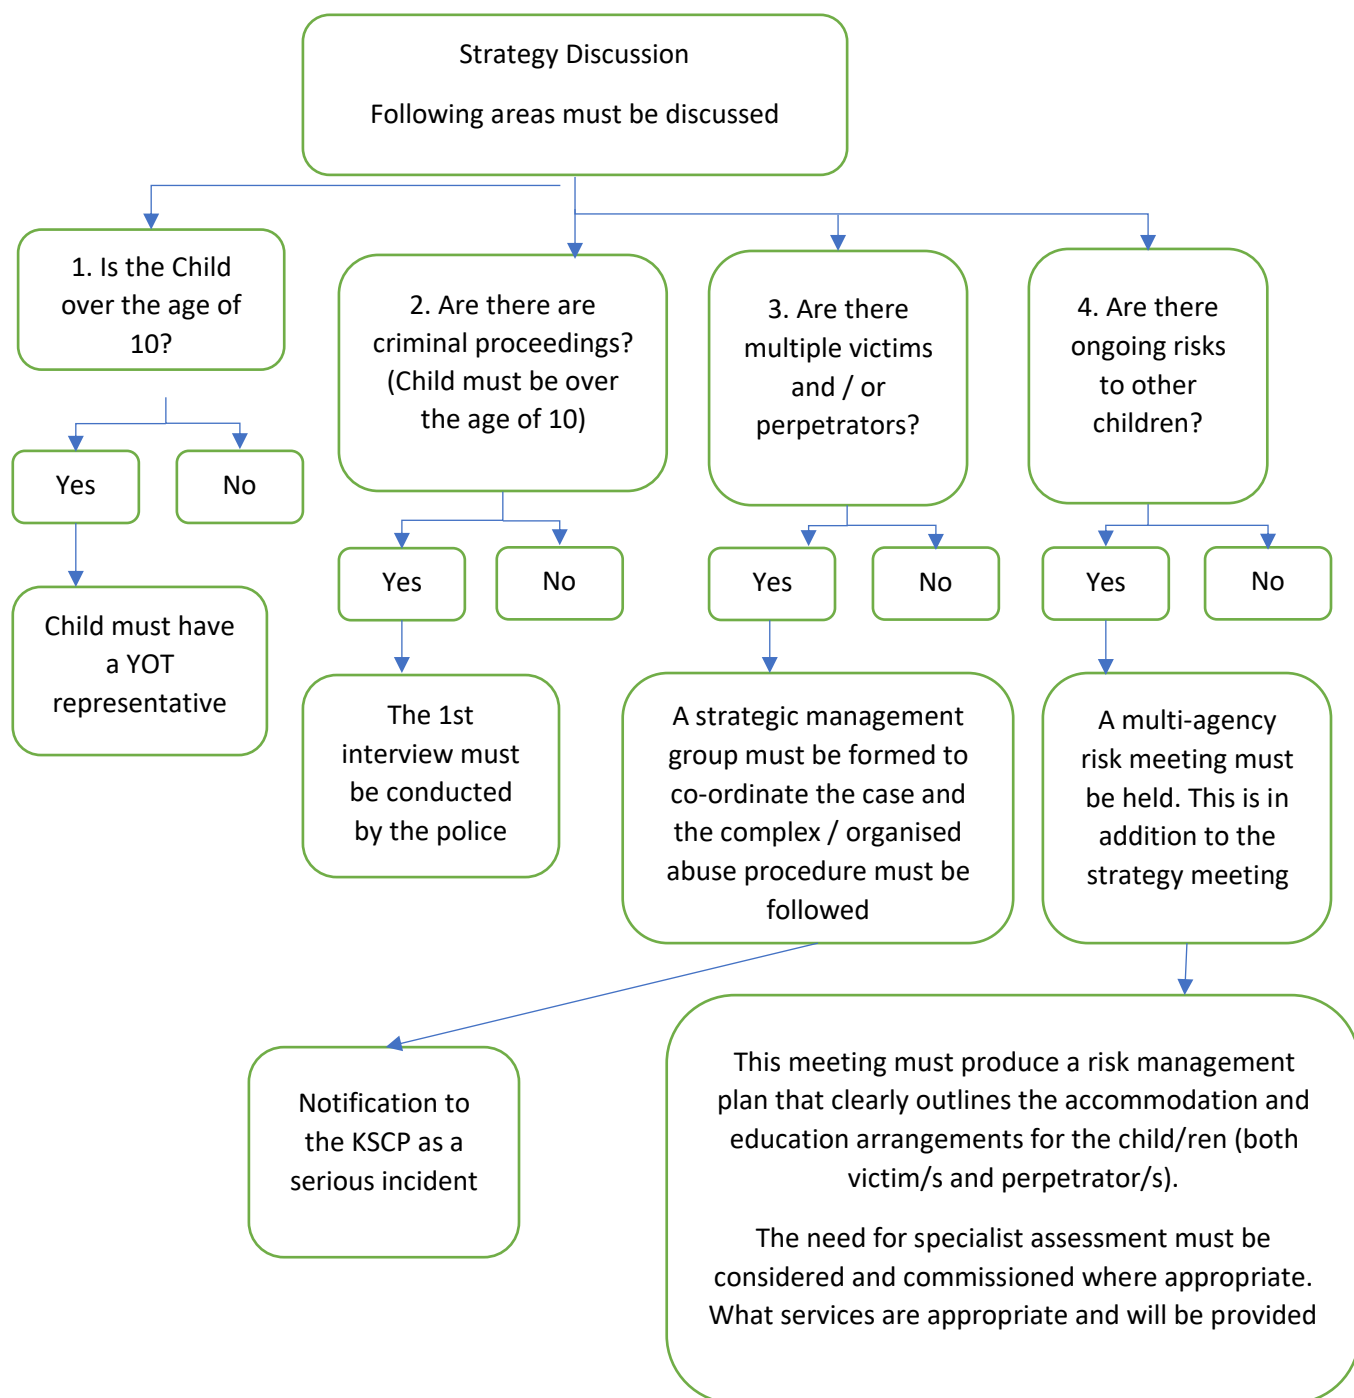 Strategy Discussion
Following areas must be discussed
1. Is the Child
over the age of
10?
2. Are there are
criminal proceedings?
(Child must be over
the age of 10)
3. Are there
multiple victims
and / or
perpetrators?
4. Are there
ongoing risks
to other
children?
Yes
No
Yes
No
Yes
No
Yes
No
Child must have
a YOT
representative
The 1st
interview must
be conducted
by the police
A strategic management
group must be formed to
co-ordinate the case and
the complex / organised
abuse procedure must be
followed
A multi-agency
risk meeting must
be held. This is in
addition to the
strategy meeting
Notification to
the KSCP as a
serious incident
This meeting must produce a risk management
plan that clearly outlines the accommodation and
education arrangements for the child/ren (both
victim/s and perpetrator/s).
The need for specialist assessment must be
considered and commissioned where appropriate.
What services are appropriate and will be provided